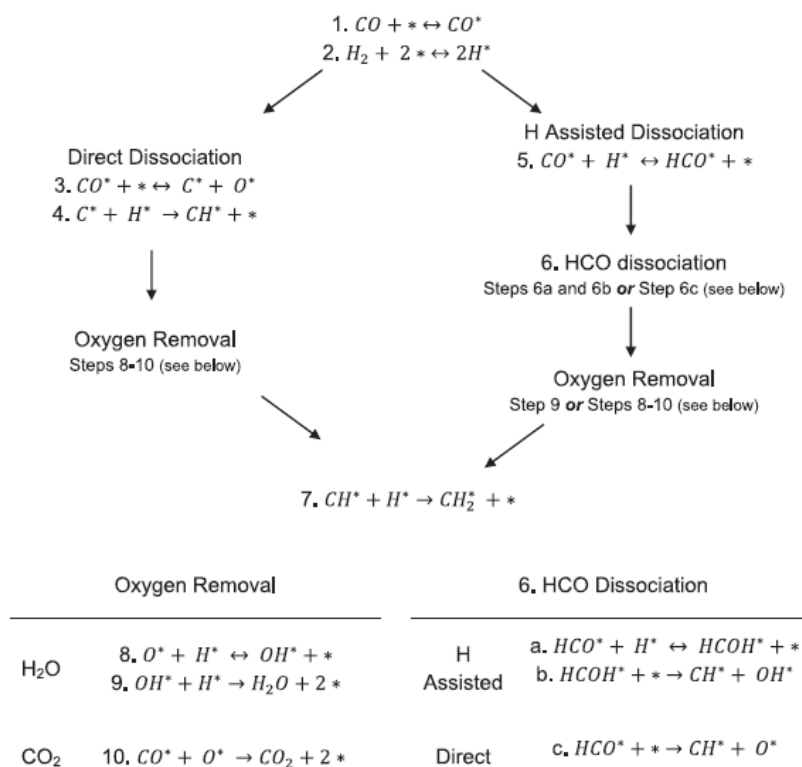 1. CO + * ↔ CO*
2. H₂ + 2 * ↔ 2H*
Direct Dissociation
3. CO* + * ↔ C* + O*
4. C* + H* → CH* + *
Oxygen Removal
Steps 8-10 (see below)
H Assisted Dissociation
5. CO* + H* ↔ HCO* + *
6. HCO dissociation
Steps 6a and 6b or Step 6c (see below)
Oxygen Removal
Step 9 or Steps 8-10 (see below)
7. CH* + H* → CH₂* + *
Oxygen Removal
H₂O
8. O* + H* ↔ OH* + *
9. OH* + H* → H₂O + 2 *
CO₂
10. CO* + O* → CO₂ + 2 *
6. HCO Dissociation
H
Assisted
a. HCO* + H* ↔ HCOH* + *
b. HCOH* + * → CH* + OH*
Direct
c. HCO* + * → CH* + O*